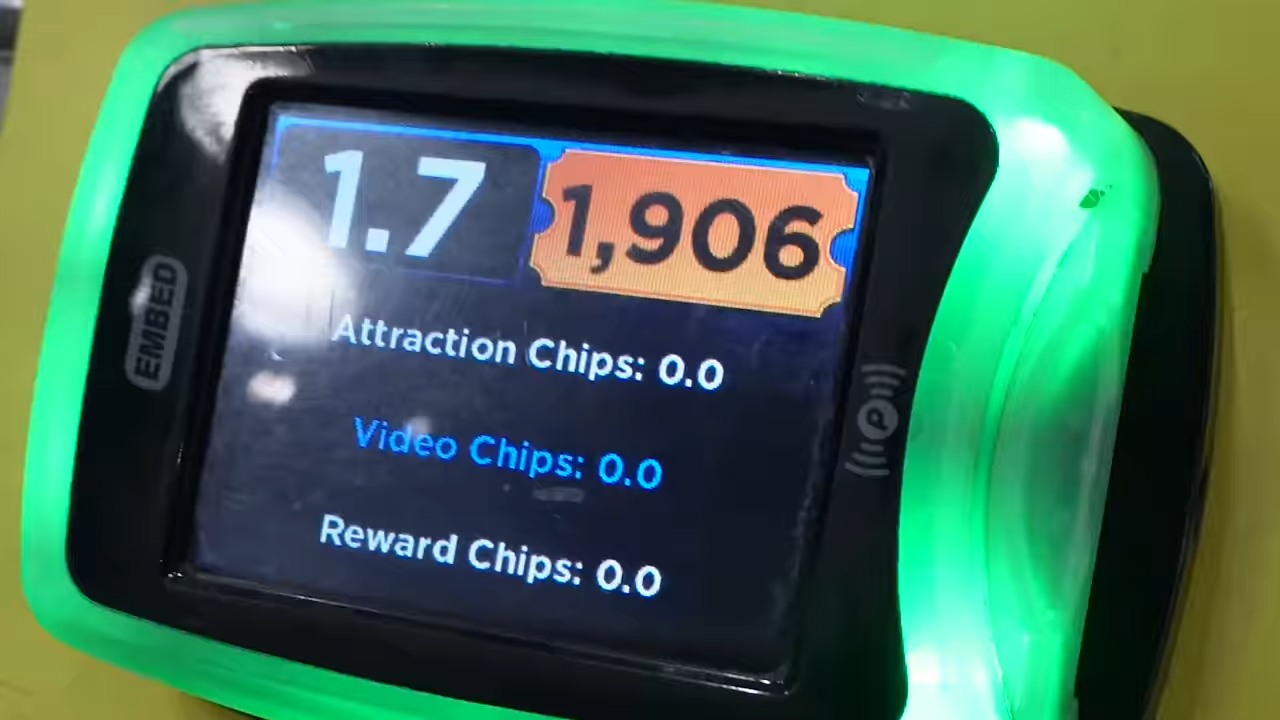 1.7
1,906
Attraction Chips: 0.0
Video Chips: 0.0
Reward Chips: 0.0
EMBED
P